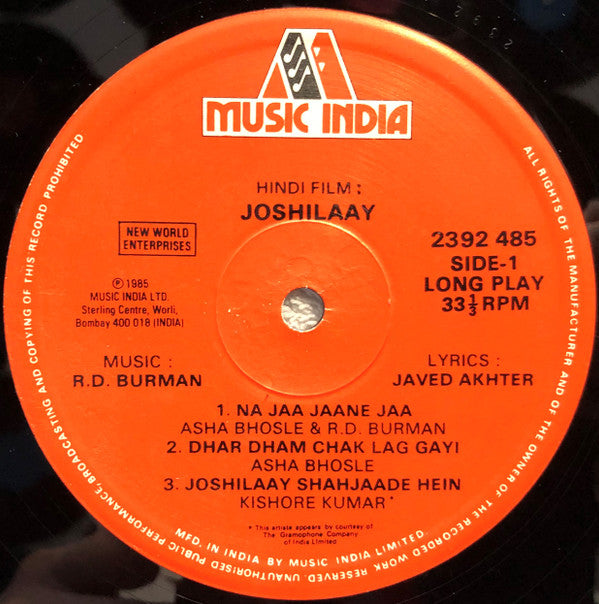 2392
MUSIC INDIA
HINDI FILM :
JOSHILAAY
NEW WORLD
ENTERPRISES
2392 485
SIDE-1
LONG PLAY
33⅓ RPM
Ⓟ 1985
MUSIC INDIA LTD.
Sterling Centre, Worli,
Bombay 400 018 (INDIA)
MUSIC :
R.D. BURMAN
LYRICS :
JAVED AKHTER
1. NA JAA JAANE JAA
ASHA BHOSLE & R.D. BURMAN
2. DHAR DHAM CHAK LAG GAYI
ASHA BHOSLE
3. JOSHILAAY SHAHJAADE HEIN
KISHORE KUMAR*
* This artiste appears by courtesy of
The Gramophone Company
of India Limited
MFD. IN INDIA BY MUSIC INDIA LIMITED
ALL RIGHTS OF THE MANUFACTURER AND OF THE OWNER OF THE RECORDED WORK RESERVED. UNAUTHORISED PUBLIC PERFORMANCE, BROADCASTING AND COPYING OF THIS RECORD PROHIBITED